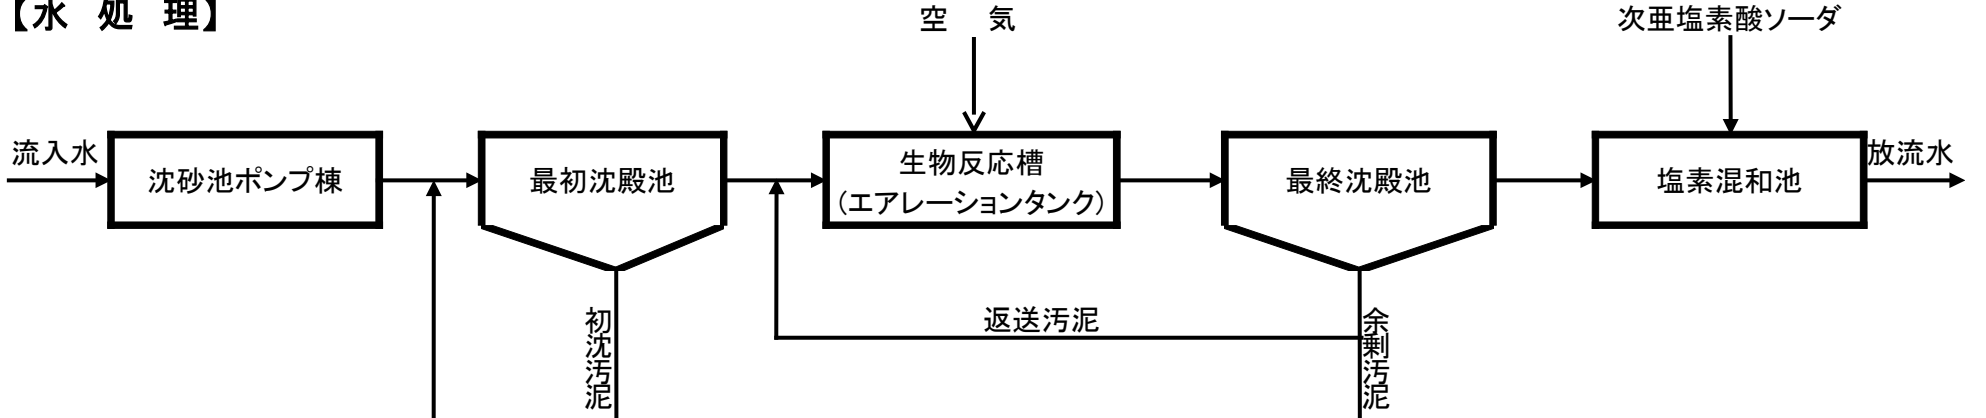 【水 処 理】
空 気
次亜塩素酸ソーダ
流入水
沈砂池ポンプ棟
最初沈殿池
生物反応槽
(エアレーションタンク)
最終沈殿池
塩素混和池
放流水
返送汚泥
初沈汚泥
余剰汚泥